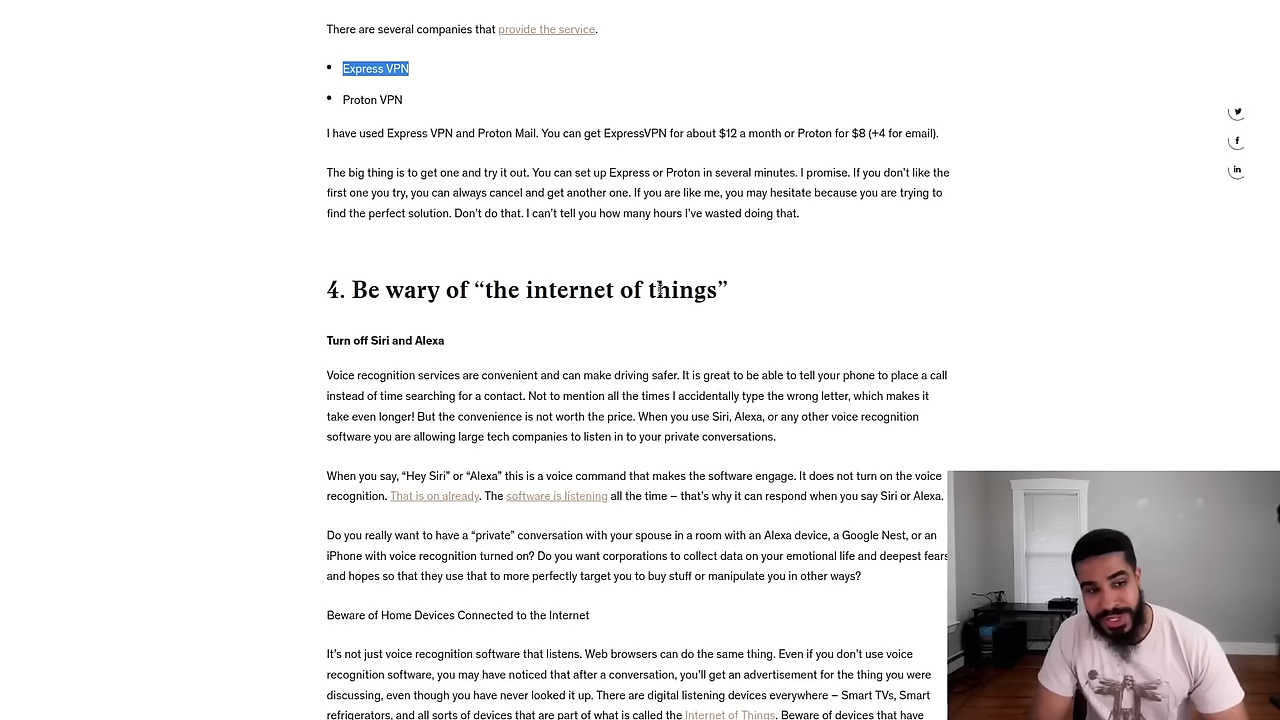 There are several companies that provide the service.
• Express VPN
• Proton VPN
I have used Express VPN and Proton Mail. You can get ExpressVPN for about $12 a month or Proton for $8 (+4 for email).
The big thing is to get one and try it out. You can set up Express or Proton in several minutes. I promise. If you don’t like the
first one you try, you can always cancel and get another one. If you are like me, you may hesitate because you are trying to
find the perfect solution. Don’t do that. I can’t tell you how many hours I’ve wasted doing that.
4. Be wary of “the internet of things”
Turn off Siri and Alexa
Voice recognition services are convenient and can make driving safer. It is great to be able to tell your phone to place a call
instead of time searching for a contact. Not to mention all the times I accidentally type the wrong letter, which makes it
take even longer! But the convenience is not worth the price. When you use Siri, Alexa, or any other voice recognition
software you are allowing large tech companies to listen in to your private conversations.
When you say, “Hey Siri” or “Alexa” this is a voice command that makes the software engage. It does not turn on the voice
recognition. That is on already. The software is listening all the time – that’s why it can respond when you say Siri or Alexa.
Do you really want to have a “private” conversation with your spouse in a room with an Alexa device, a Google Nest, or an
iPhone with voice recognition turned on? Do you want corporations to collect data on your emotional life and deepest fears
and hopes so that they use that to more perfectly target you to buy stuff or manipulate you in other ways?
Beware of Home Devices Connected to the Internet
It’s not just voice recognition software that listens. Web browsers can do the same thing. Even if you don’t use voice
recognition software, you may have noticed that after a conversation, you’ll get an advertisement for the thing you were
discussing, even though you have never looked it up. There are digital listening devices everywhere – Smart TVs, Smart
refrigerators, and all sorts of devices that are part of what is called the Internet of Things. Beware of devices that have